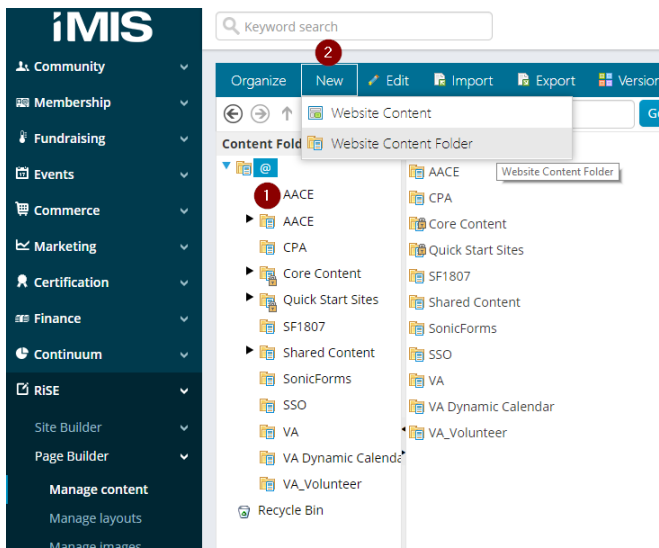 iMIS
Keyword search
2
Community
Organize New Edit Import Export Version
Membership
Website Content
Fundraising
Content Fold
Website Content Folder
@
AACE
Website Content Folder
Events
1
AACE
CPA
AACE
Core Content
Commerce
CPA
Quick Start Sites
Marketing
Core Content
SF1807
Certification
Quick Start Sites
Shared Content
Finance
SF1807
SonicForms
Continuum
Shared Content
SSO
RiSE
SonicForms
VA
SSO
VA Dynamic Calendar
Site Builder
VA
VA_Volunteer
Page Builder
VA Dynamic Calenda
Manage content
VA_Volunteer
Manage layouts
Recycle Bin
Manage images